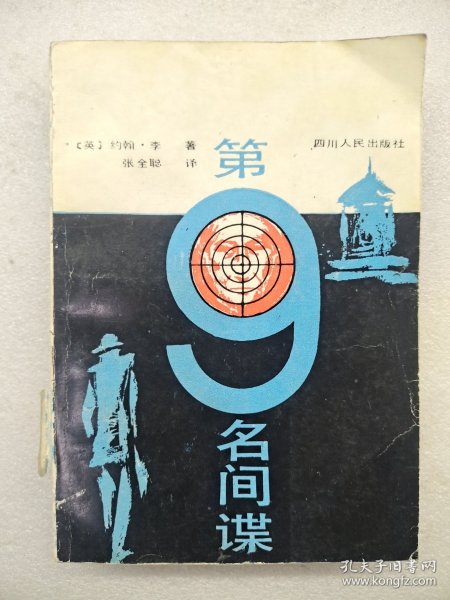 〔英〕约翰·李 著
张全聪 译
四川人民出版社
第
9
名
间
谍
孔夫子旧书网
www.kongfz.com